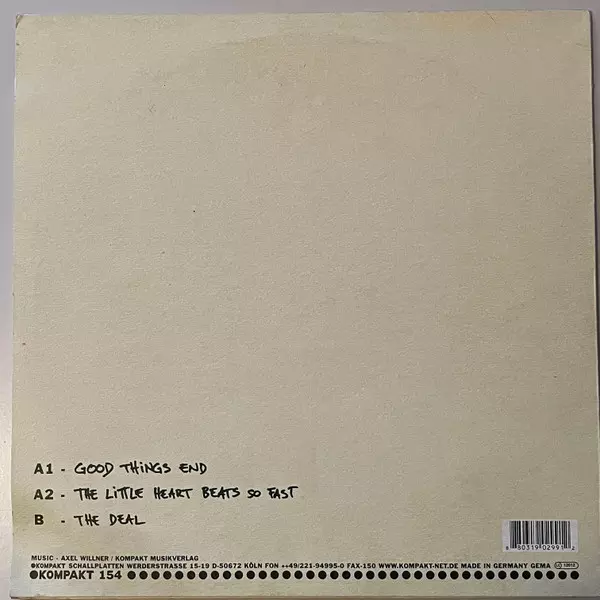 A1 - GOOD THINGS END
A2 - THE LITTLE HEART BEATS SO FAST
B - THE DEAL
MUSIC - AXEL WILLNER / KOMPAKT MUSIKVERLAG
KOMPAKT SCHALLPLATTEN WERDERSTRASSE 15-19 D-50672 KÖLN FON ++49/221-94995-0 FAX-150 WWW.KOMPAKT-NET.DE MADE IN GERMANY GEMA
KOMPAKT 154
80319 02991